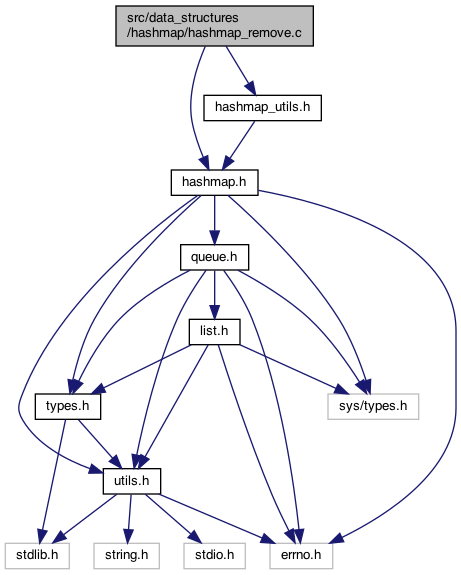 src/data_structures
/hashmap/hashmap_remove.c
hashmap_utils.h
hashmap.h
queue.h
list.h
types.h
sys/types.h
utils.h
stdlib.h
string.h
stdio.h
errno.h